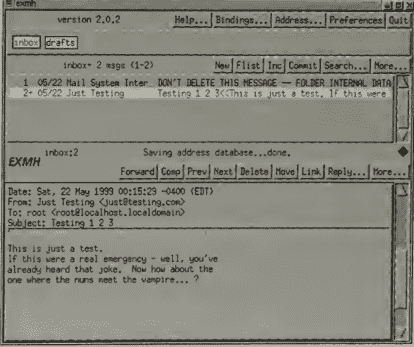 exmh
version 2.0.2 Help... Bindings... Address... Preferences Quit
inbox drafts
inbox- 2 msgs (1-2) New Flist Inc Commit Search... More...
1 05/22 Mail System Inter DON'T DELETE THIS MESSAGE -- FOLDER INTERNAL DATA
2+ 05/22 Just Testing Testing 1 2 3<<This is just a test. If this were
inbox:2 Saving address database...done.
EXMH
Forward Comp Prev Next Delete Move Link Reply... More...
Date: Sat, 22 May 1999 00:15:29 -0400 (EDT)
From: Just Testing <just@testing.com>
To: root <root@localhost.localdomain>
Subject: Testing 1 2 3
This is just a test.
If this were a real emergency - well, you've
already heard that joke. Now how about the
one where the nuns meet the vampire... ?